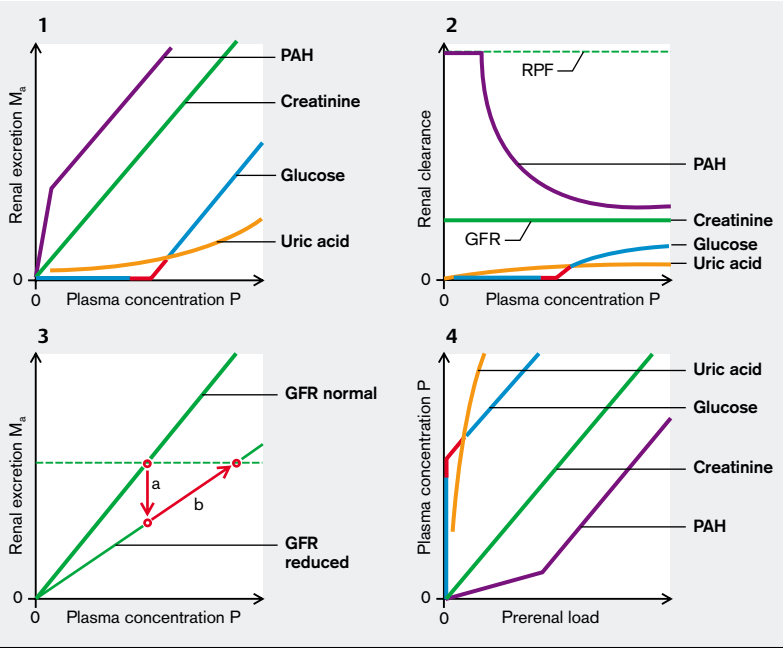 1
Renal excretion Ma
PAH
Creatinine
Glucose
Uric acid
0
0
Plasma concentration P
2
Renal clearance
RPF
PAH
GFR
Creatinine
Glucose
Uric acid
0
0
Plasma concentration P
3
Renal excretion Ma
GFR normal
a
b
GFR
reduced
0
0
Plasma concentration P
4
Plasma concentration P
Uric acid
Glucose
Creatinine
PAH
0
0
Prerenal load